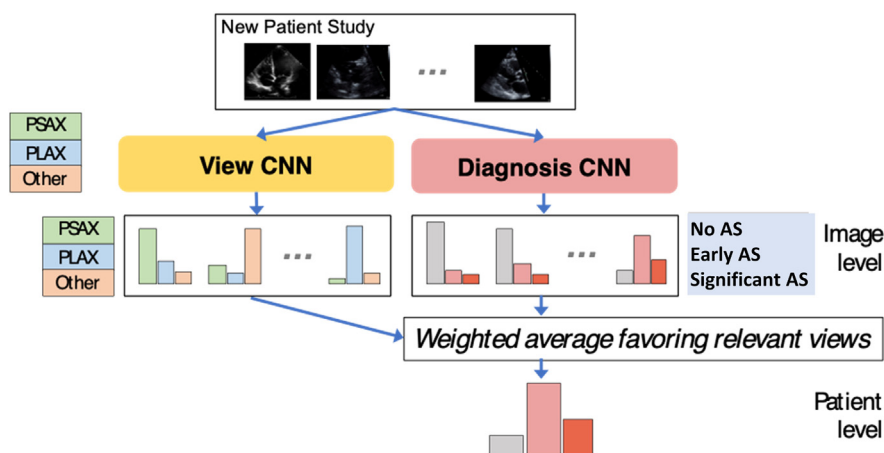 New Patient Study
PSAX
PLAX
Other
View CNN
Diagnosis CNN
PSAX
PLAX
Other
No AS
Early AS
Significant AS
Image
level
Weighted average favoring relevant views
Patient
level